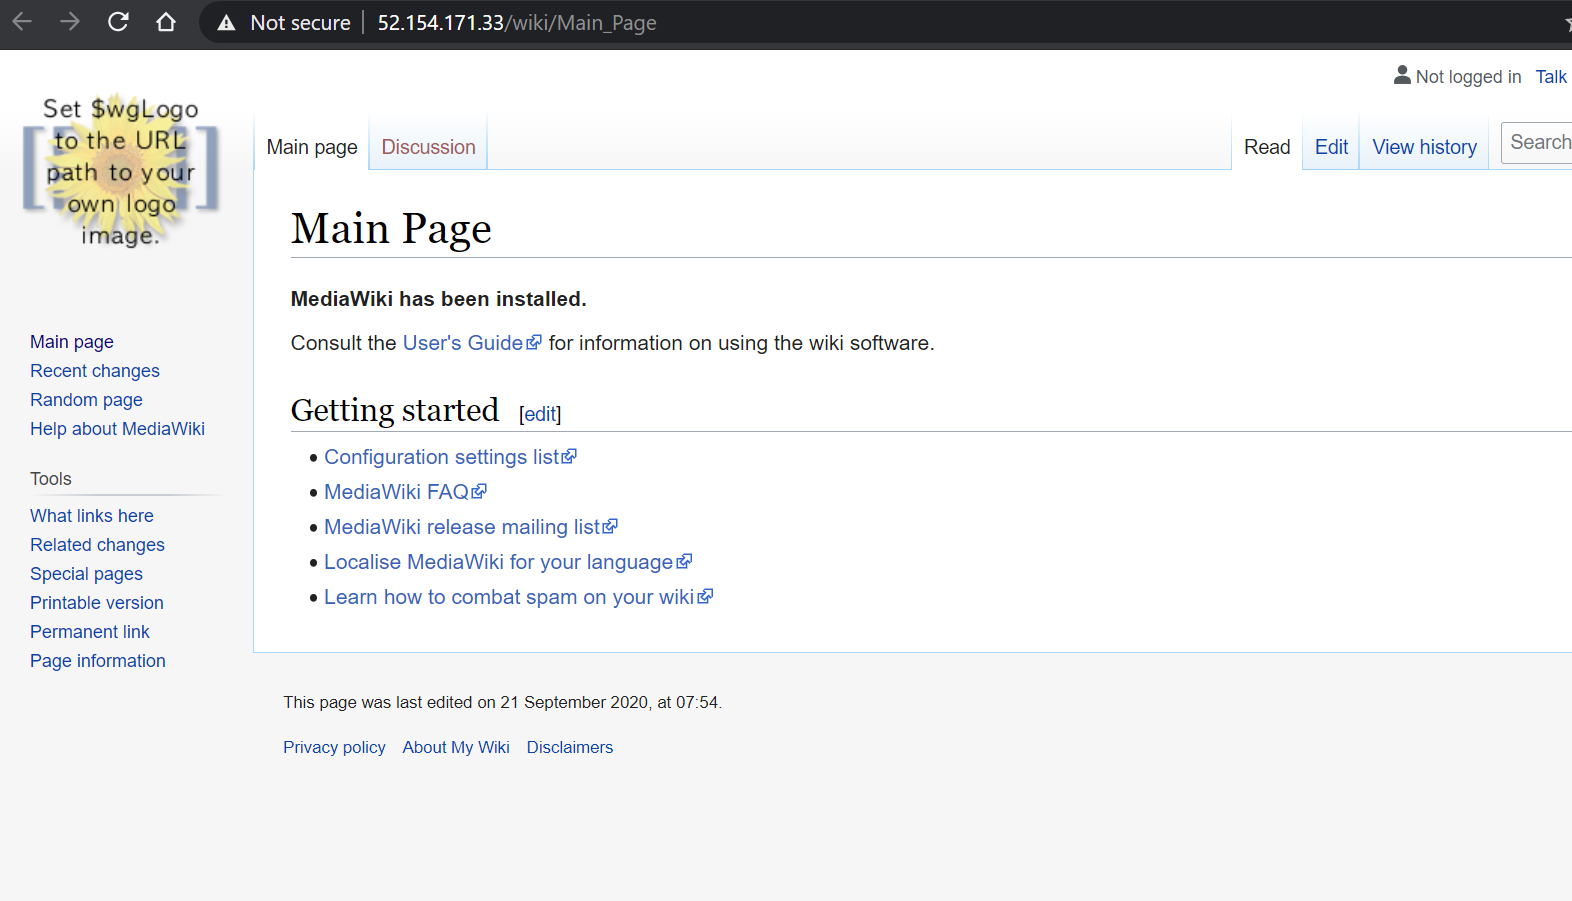 Not secure | 52.154.171.33/wiki/Main_Page
Not logged in Talk
Set $wgLogo
to the URL
path to your
own logo
image.
Main page Discussion Read Edit View history Search
Main Page
MediaWiki has been installed.
Consult the User's Guide for information on using the wiki software.
Getting started [edit]
• Configuration settings list
• MediaWiki FAQ
• MediaWiki release mailing list
• Localise MediaWiki for your language
• Learn how to combat spam on your wiki
Main page
Recent changes
Random page
Help about MediaWiki
Tools
What links here
Related changes
Special pages
Printable version
Permanent link
Page information
This page was last edited on 21 September 2020, at 07:54.
Privacy policy About My Wiki Disclaimers